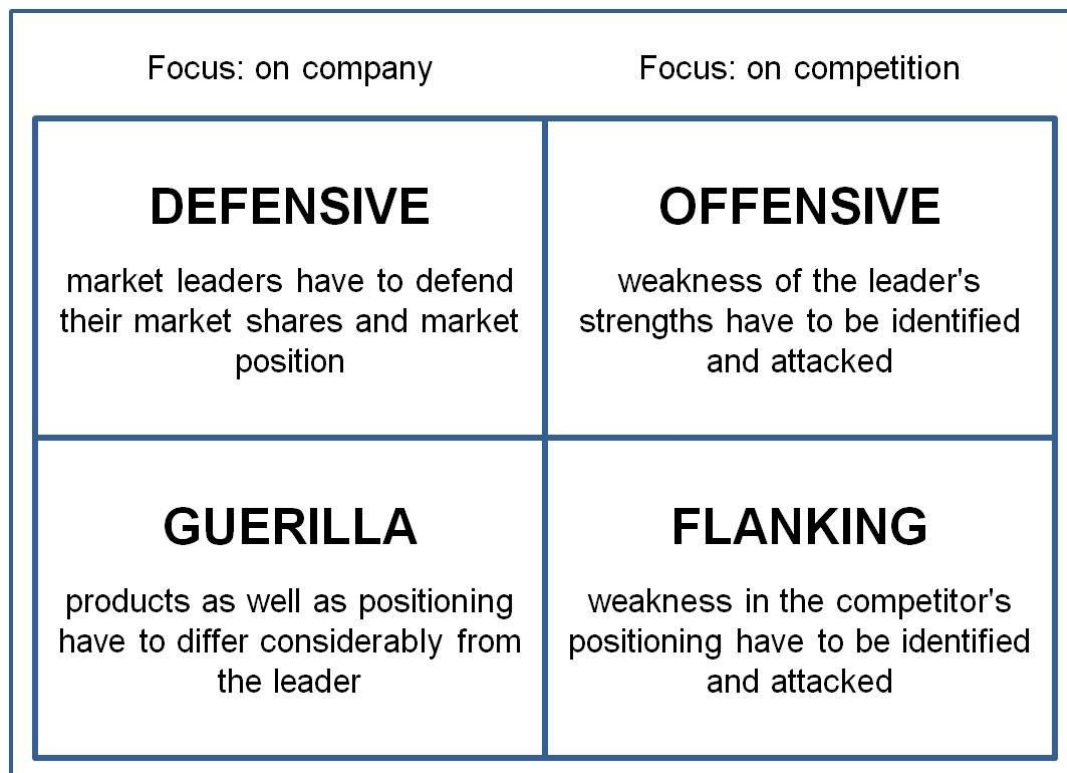 Focus: on company
Focus: on competition
DEFENSIVE
market leaders have to defend
their market shares and market
position
OFFENSIVE
weakness of the leader's
strengths have to be identified
and attacked
GUERILLA
products as well as positioning
have to differ considerably from
the leader
FLANKING
weakness in the competitor's
positioning have to be identified
and attacked